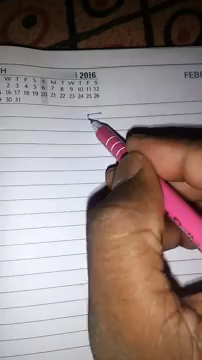 H 2016 FEB
W T F S S M T W T F S
2 3 4 5 6 7 8 9 10 11 12
16 17 18 19 20 21 22 23 24 25 26
30 31